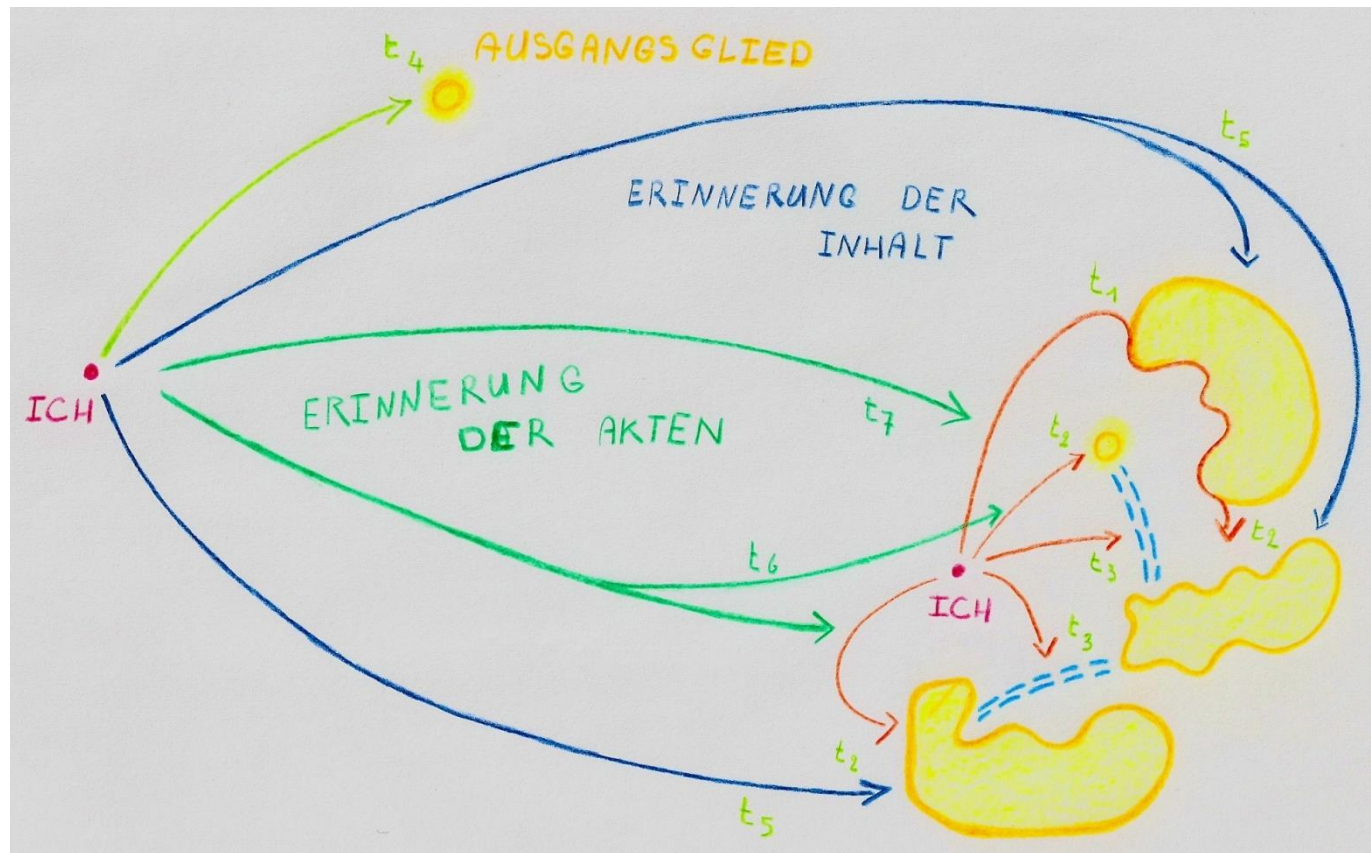 t₄ AUSGANGSGLIED
t₅
ERINNERUNG DER
INHALT
t₁
ICH
ERINNERUNG
DER AKTEN
t₇
t₂
t₂
t₆
t₃
ICH
t₃
t₂
t₅